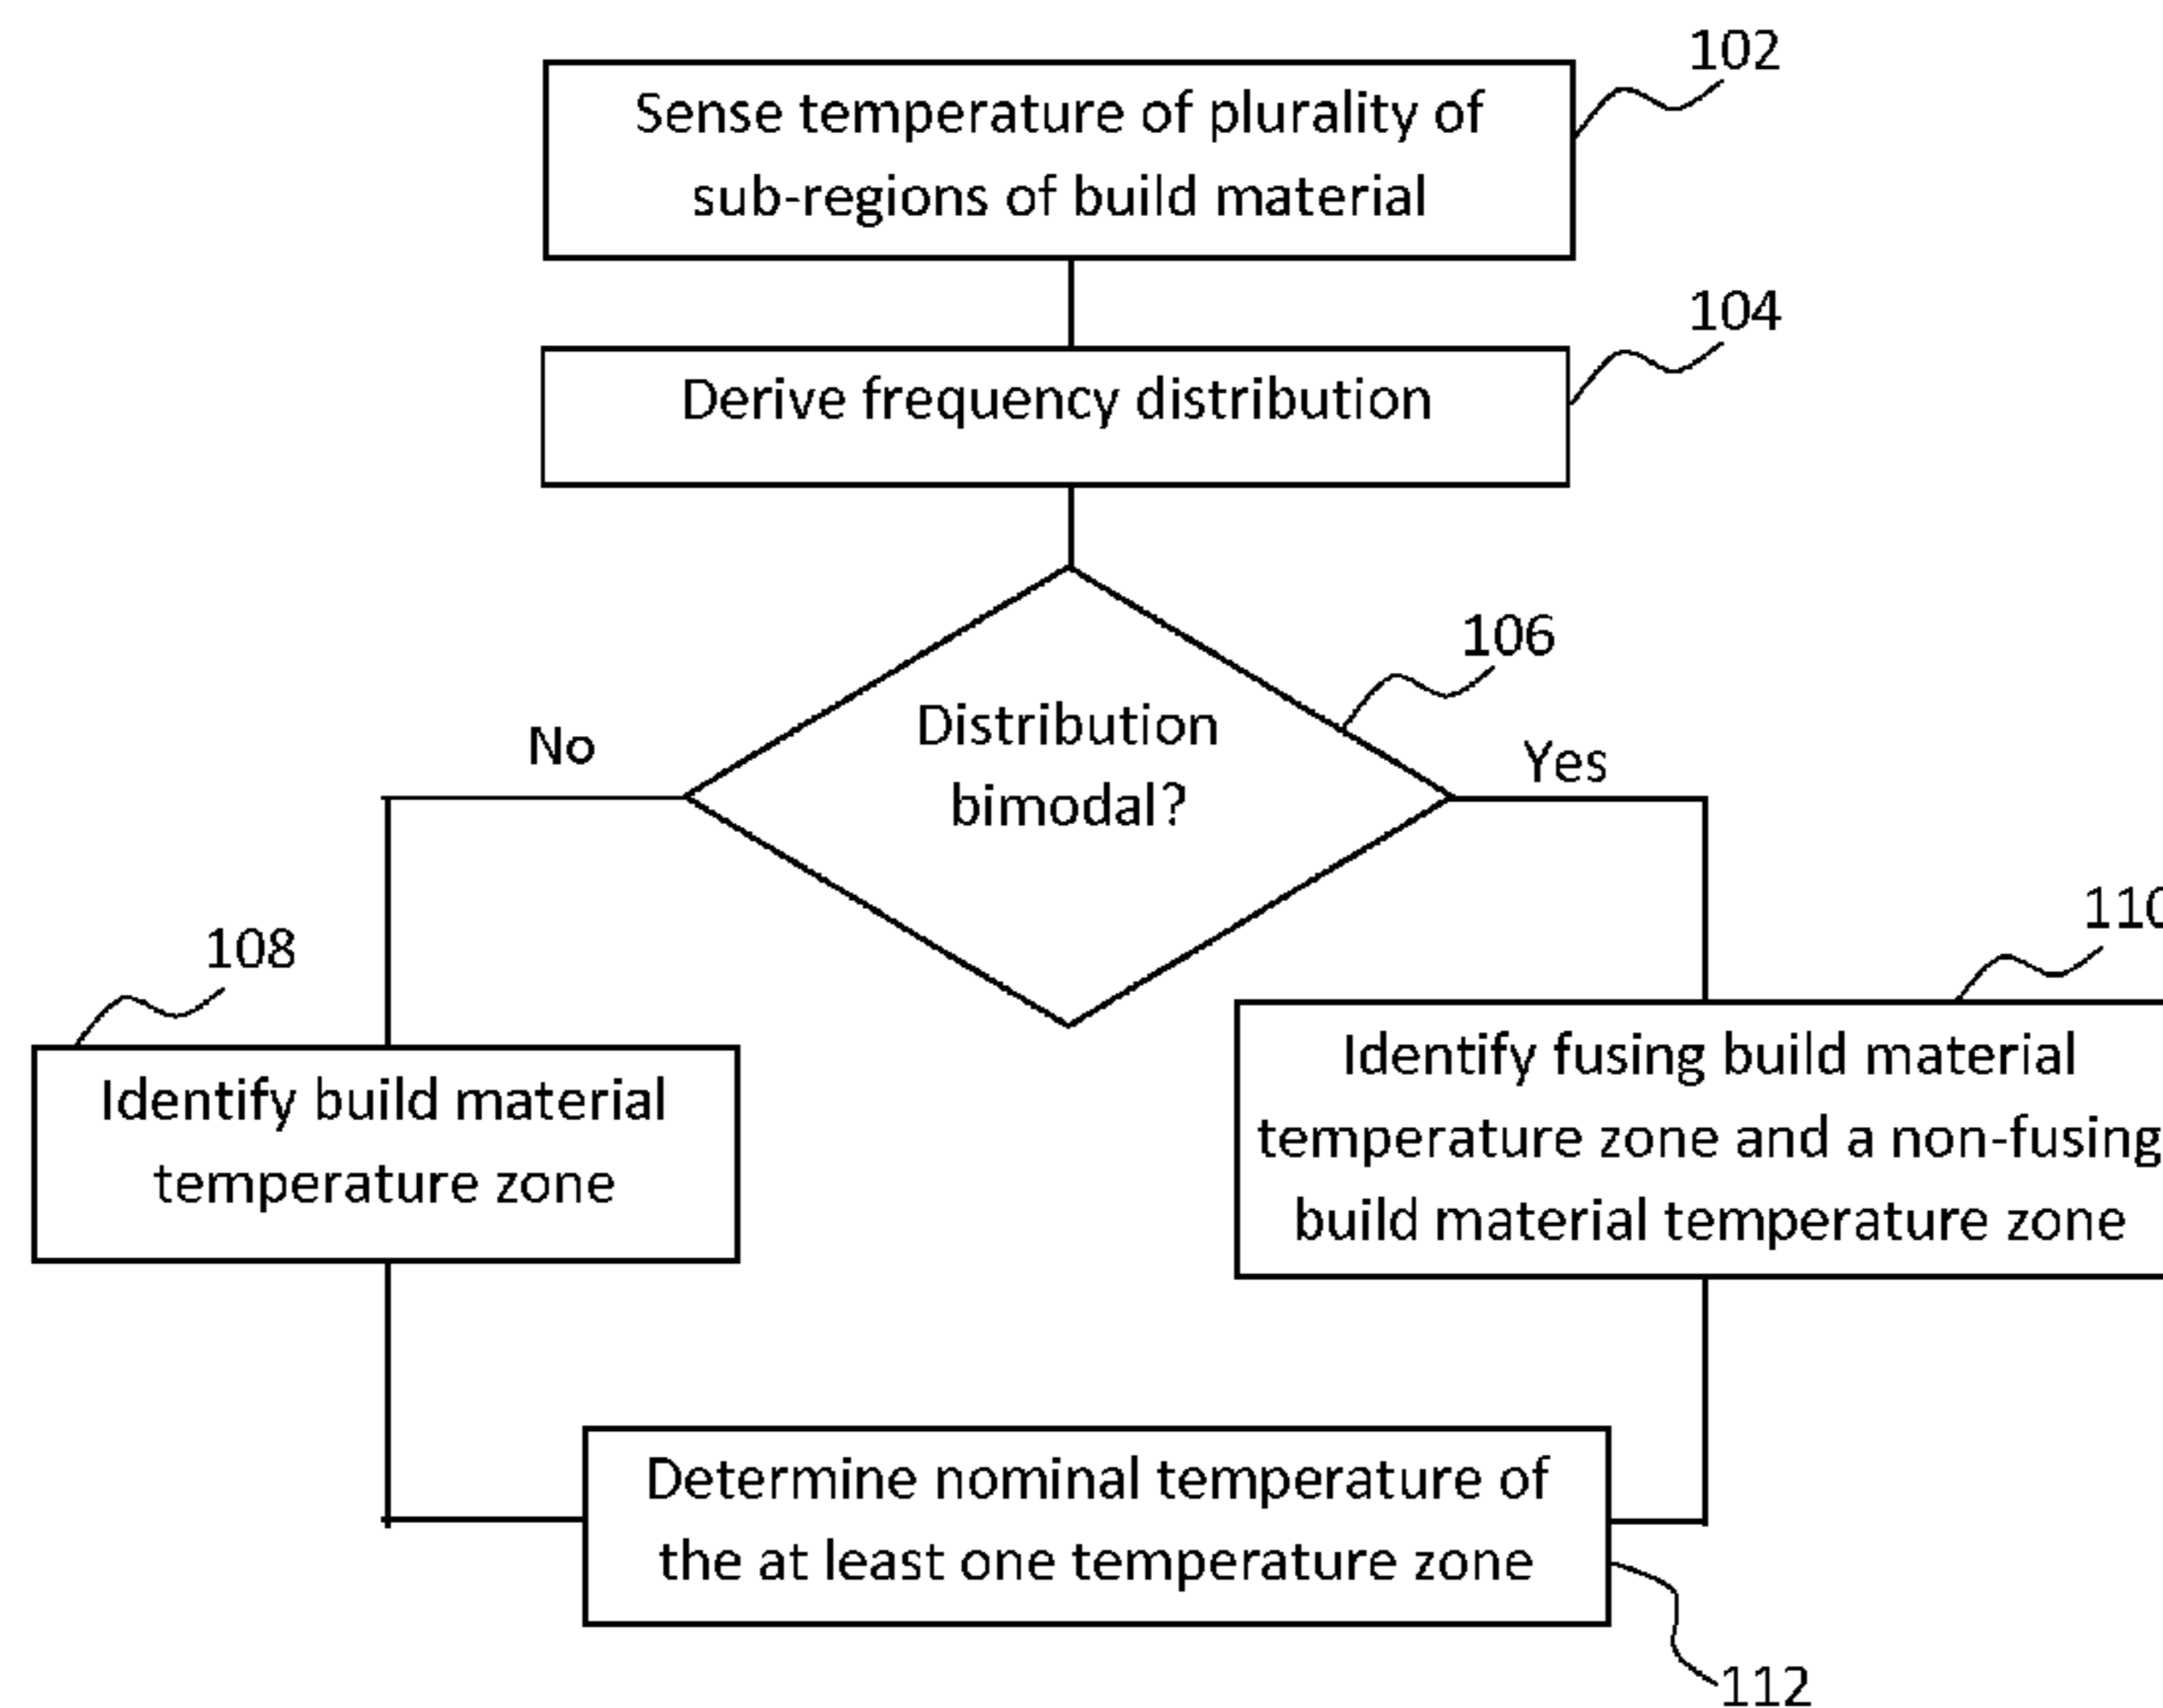 102
Sense temperature of plurality of
sub-regions of build material
104
Derive frequency distribution
106
Distribution
bimodal?
No
Yes
108
110
Identify build material
temperature zone
Identify fusing build material
temperature zone and a non-fusing
build material temperature zone
Determine nominal temperature of
the at least one temperature zone
112